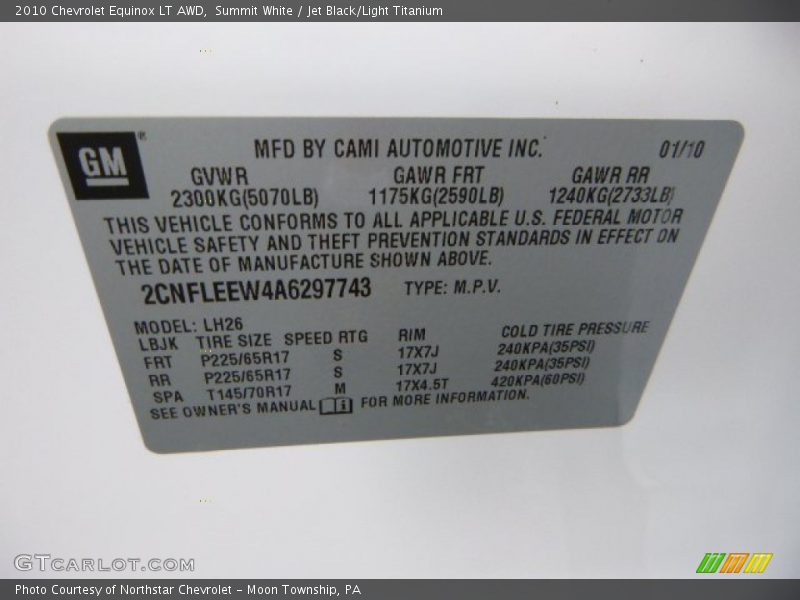 2010 Chevrolet Equinox LT AWD, Summit White / Jet Black/Light Titanium
GM ®
MFD BY CAMI AUTOMOTIVE INC. 01/10
GVWR GAWR FRT GAWR RR
2300KG(5070LB) 1175KG(2590LB) 1240KG(2733LB)
THIS VEHICLE CONFORMS TO ALL APPLICABLE U.S. FEDERAL MOTOR
VEHICLE SAFETY AND THEFT PREVENTION STANDARDS IN EFFECT ON
THE DATE OF MANUFACTURE SHOWN ABOVE.
2CNFLEEW4A6297743 TYPE: M.P.V.
MODEL: LH26
LBJK TIRE SIZE SPEED RTG RIM COLD TIRE PRESSURE
FRT P225/65R17 S 17X7J 240KPA(35PSI)
RR P225/65R17 S 17X7J 240KPA(35PSI)
SPA T145/70R17 M 17X4.5T 420KPA(60PSI)
SEE OWNER'S MANUAL i FOR MORE INFORMATION.
GTCARLOT.COM
Photo Courtesy of Northstar Chevrolet - Moon Township, PA